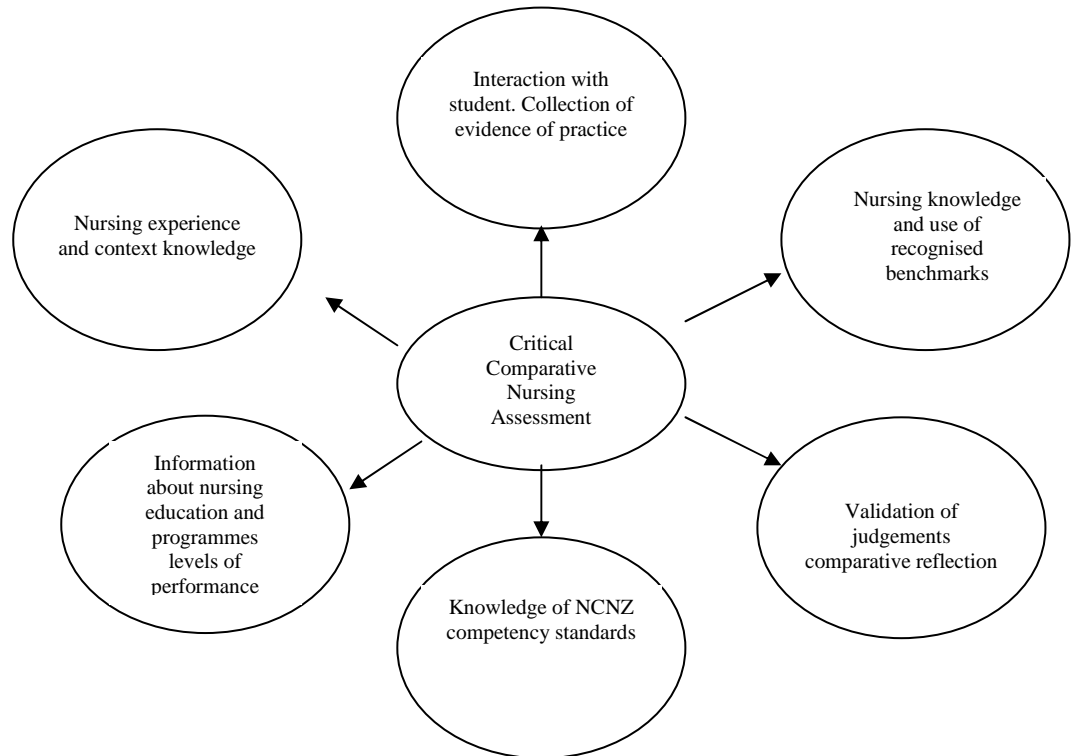 Interaction with
student. Collection of
evidence of practice
Nursing experience
and context knowledge
Nursing knowledge
and use of
recognised
benchmarks
Critical
Comparative
Nursing
Assessment
Information
about nursing
education and
programmes
levels of
performance
Validation of
judgements
comparative reflection
Knowledge of NCNZ
competency standards